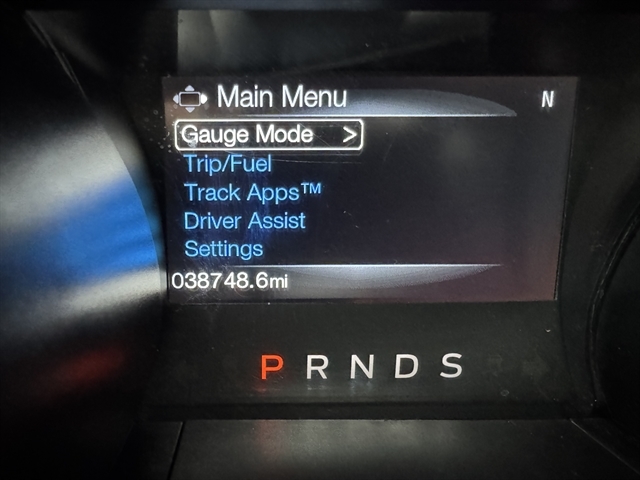 Main Menu N
Gauge Mode >
Trip/Fuel
Track Apps™
Driver Assist
Settings
038748.6mi
P R N D S